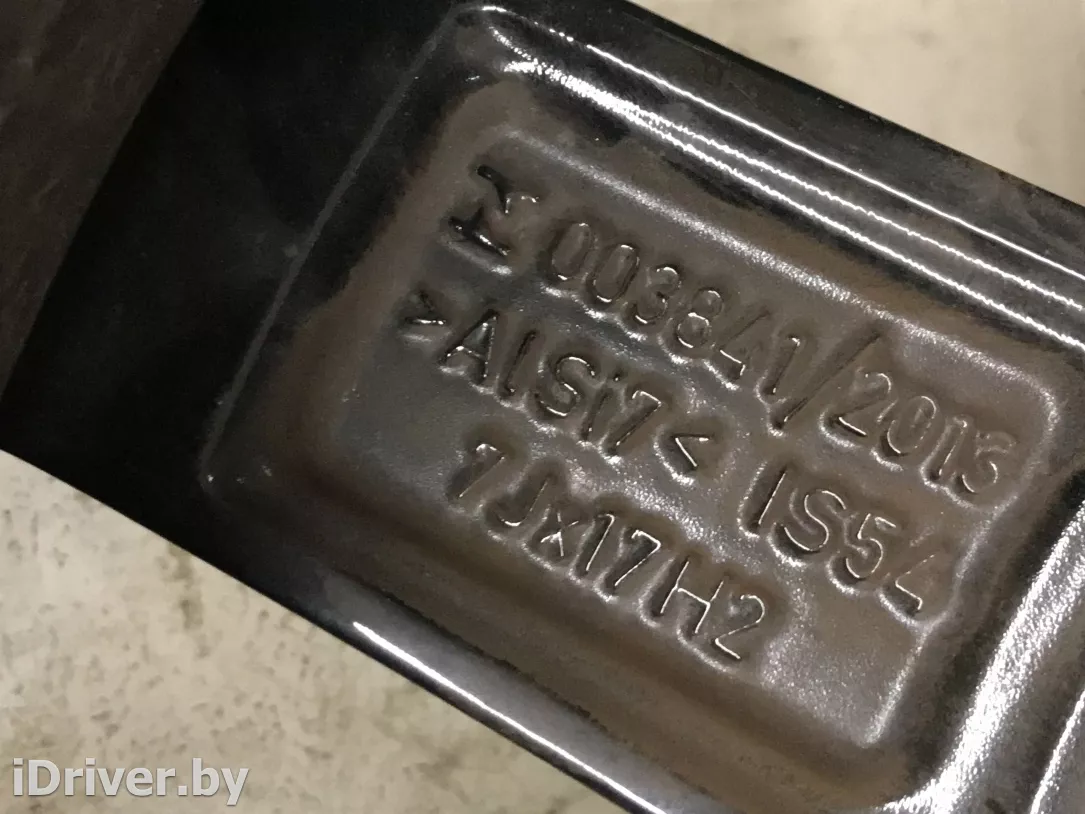 003841/2013
>AlSi7< IS54
7Jx17H2
iDriver.by